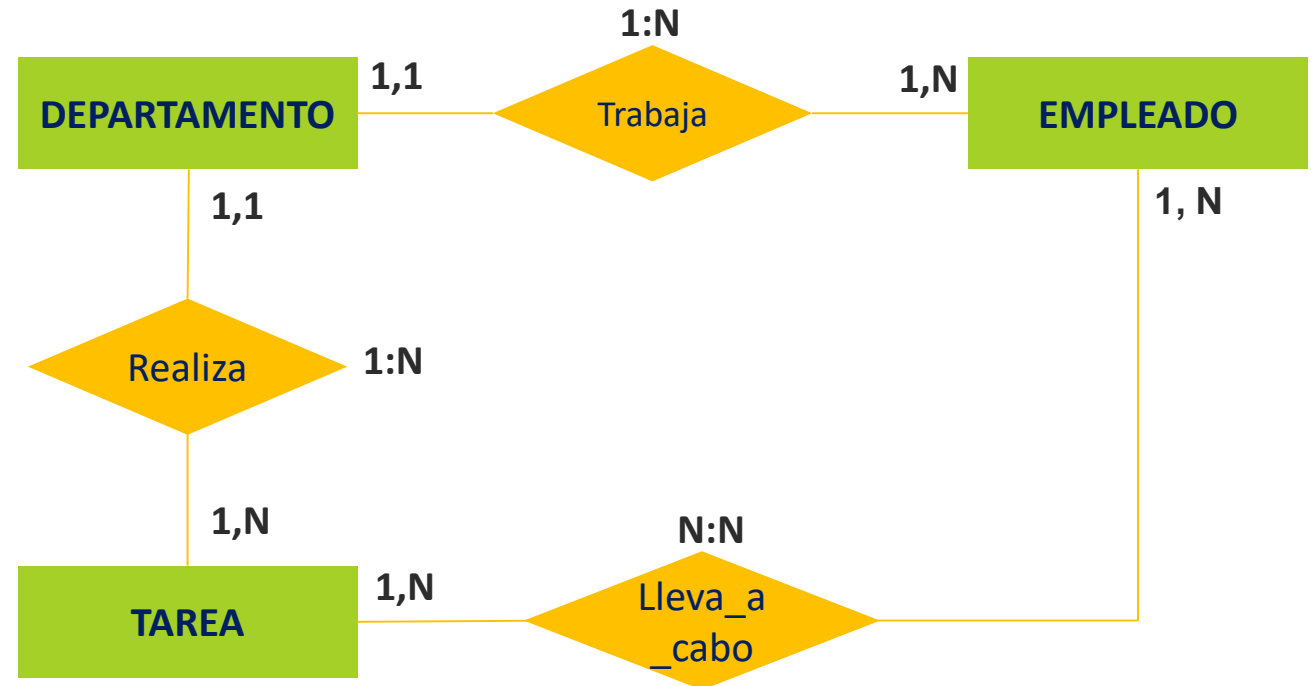 1:N
1,1
1,N
DEPARTAMENTO
Trabaja
EMPLEADO
1,1
1, N
Realiza
1:N
1,N
N:N
1,N
Lleva_a
_cabo
TAREA